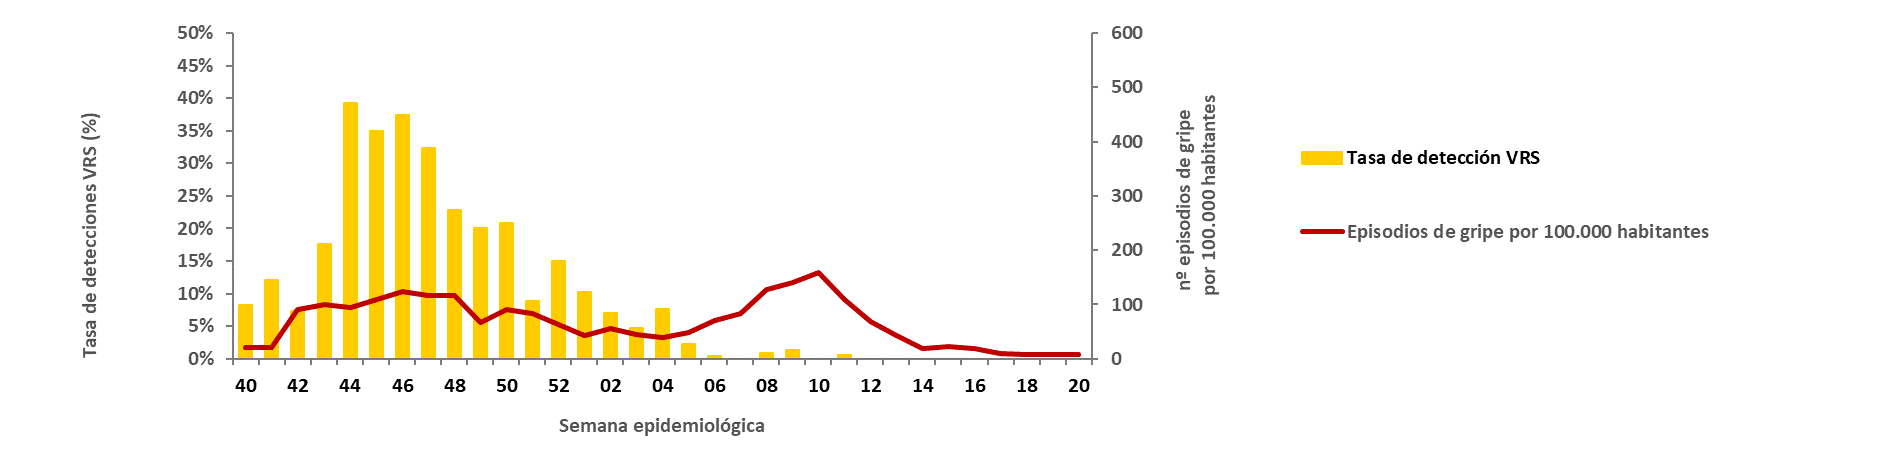 50%
45%
40%
35%
30%
25%
20%
15%
10%
5%
0%
Tasa de detecciones VRS (%)
600
500
400
300
200
100
0
nº episodios de gripe
por 100.000 habitantes
40 42 44 46 48 50 52 02 04 06 08 10 12 14 16 18 20
Semana epidemiológica
Tasa de detección VRS
Episodios de gripe por 100.000 habitantes